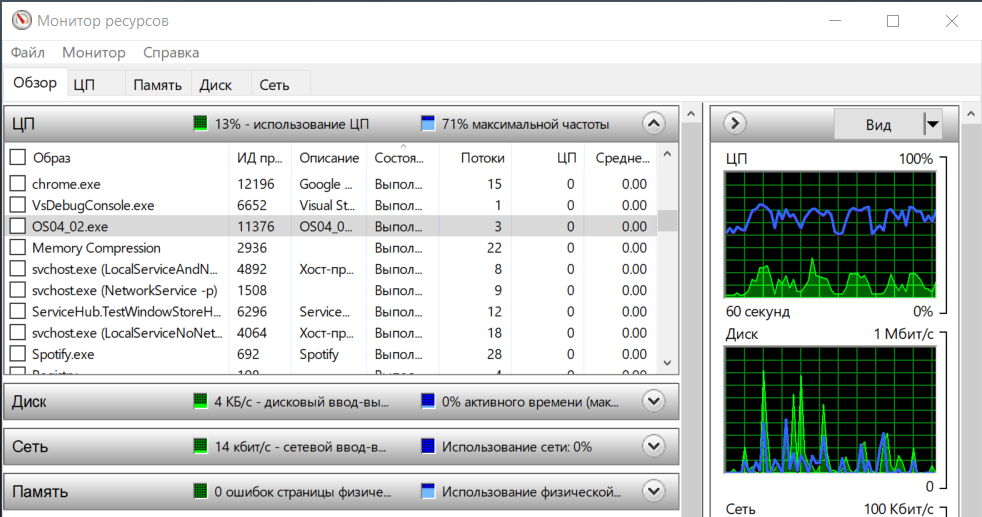 Монитор ресурсов
Файл Монитор Справка
Обзор ЦП Память Диск Сеть
ЦП 13% - использование ЦП 71% максимальной частоты
Образ ИД пр... Описание Состоя... Потоки ЦП Средне...
chrome.exe 12196 Google ... Выпол... 15 0 0.00
VsDebugConsole.exe 6652 Visual St... Выпол... 1 0 0.00
OS04_02.exe 11376 OS04_0... Выпол... 3 0 0.00
Memory Compression 2936 Выпол... 22 0 0.00
svchost.exe (LocalServiceAndN... 4892 Хост-пр... Выпол... 8 0 0.00
svchost.exe (NetworkService -p) 1508 Выпол... 9 0 0.00
ServiceHub.TestWindowStoreH... 6296 Service... Выпол... 12 0 0.00
svchost.exe (LocalServiceNoNet... 4064 Хост-пр... Выпол... 18 0 0.00
Spotify.exe 692 Spotify Выпол... 28 0 0.00
Диск 4 КБ/с - дисковый ввод-вы... 0% активного времени (мак...
Сеть 14 кбит/с - сетевой ввод-в... Использование сети: 0%
Память 0 ошибок страницы физиче... Использование физической...
Вид
ЦП 100%
60 секунд 0%
Диск 1 Мбит/с
0
Сеть 100 Кбит/с